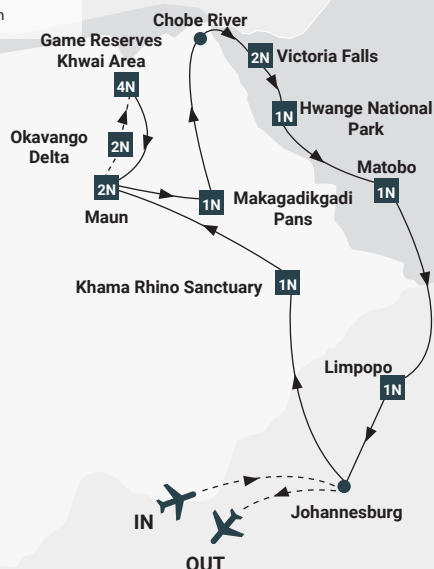 n
Chobe River
Game Reserves
Khwai Area
4N
2N
Victoria Falls
1N
Hwange National
Park
Okavango
Delta
2N
Matobo
1N
2N
Maun
1N
Makagadikgadi
Pans
Khama Rhino Sanctuary
1N
Limpopo
1N
IN
Johannesburg
OUT